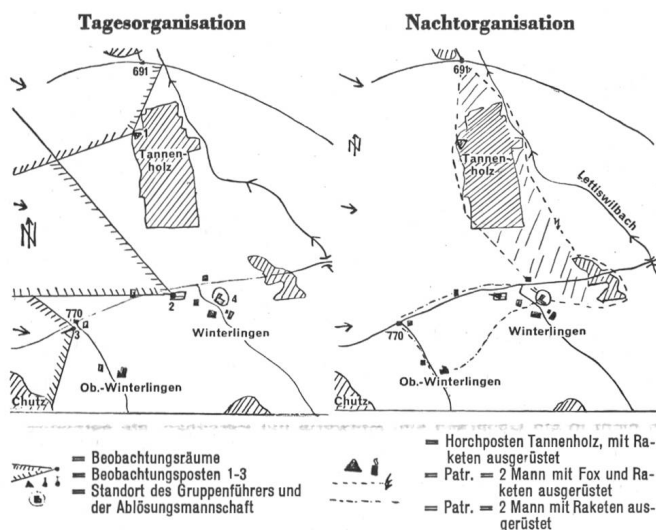 Tagesorganisation
691
1
Tannen-
holz
2
4
Winterlingen
770
3
Ob.-Winterlingen
Chutz
N
= Beobachtungsräume
= Beobachtungsposten 1-3
= Standort des Gruppenführers und
der Ablösungsmannschaft
Nachtorganisation
691
N
Tannen-
holz
Lettiswilbach
Winterlingen
770
Ob.-Winterlingen
Chutz
= Horchposten Tannenholz, mit Ra-
keten ausgerüstet
= Patr. = 2 Mann mit Fox und Ra-
keten ausgerüstet
= Patr. = 2 Mann mit Raketen aus-
gerüstet